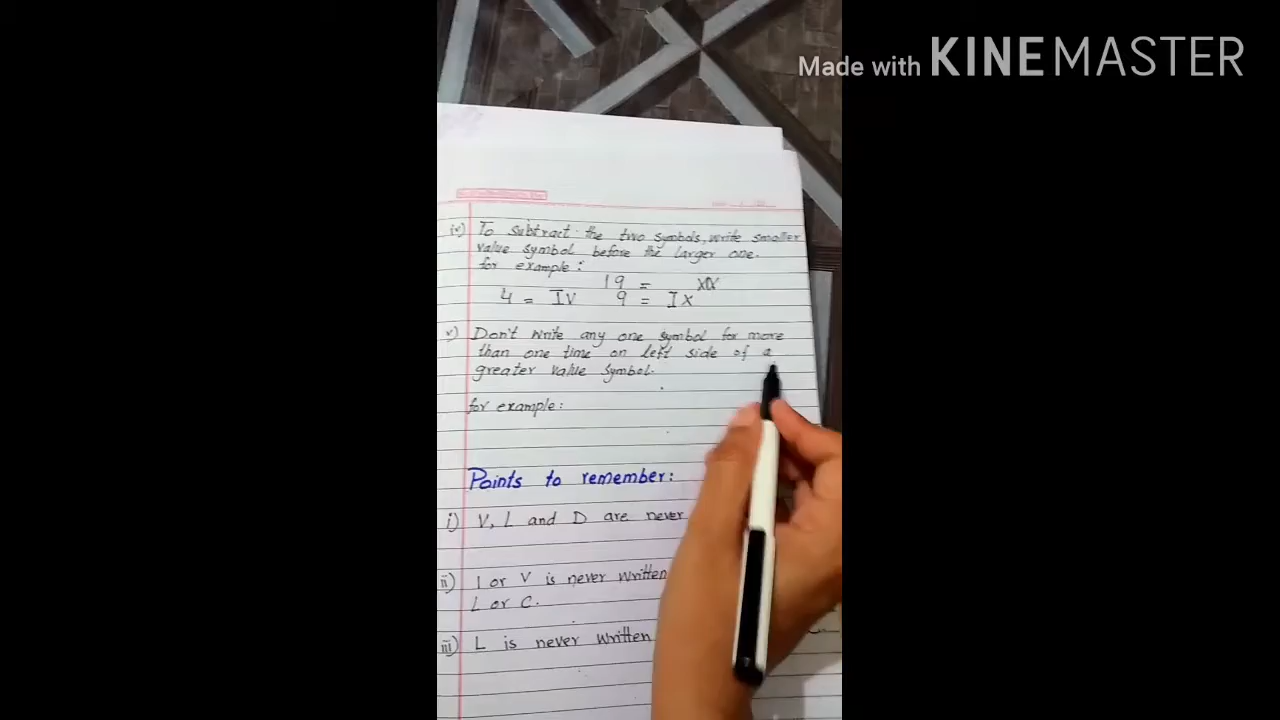 Made with KINEMASTER
iv) To subtract the two symbols, write smaller
value symbol before the larger one.
for example:
19 =
4 = IV 9 = IX
v) Don't write any one symbol for more
than one time on left side of a
greater value symbol.
for example:
Points to remember:
i) V, L and D are never
ii) I or V is never written
L or C.
iii) L is never written